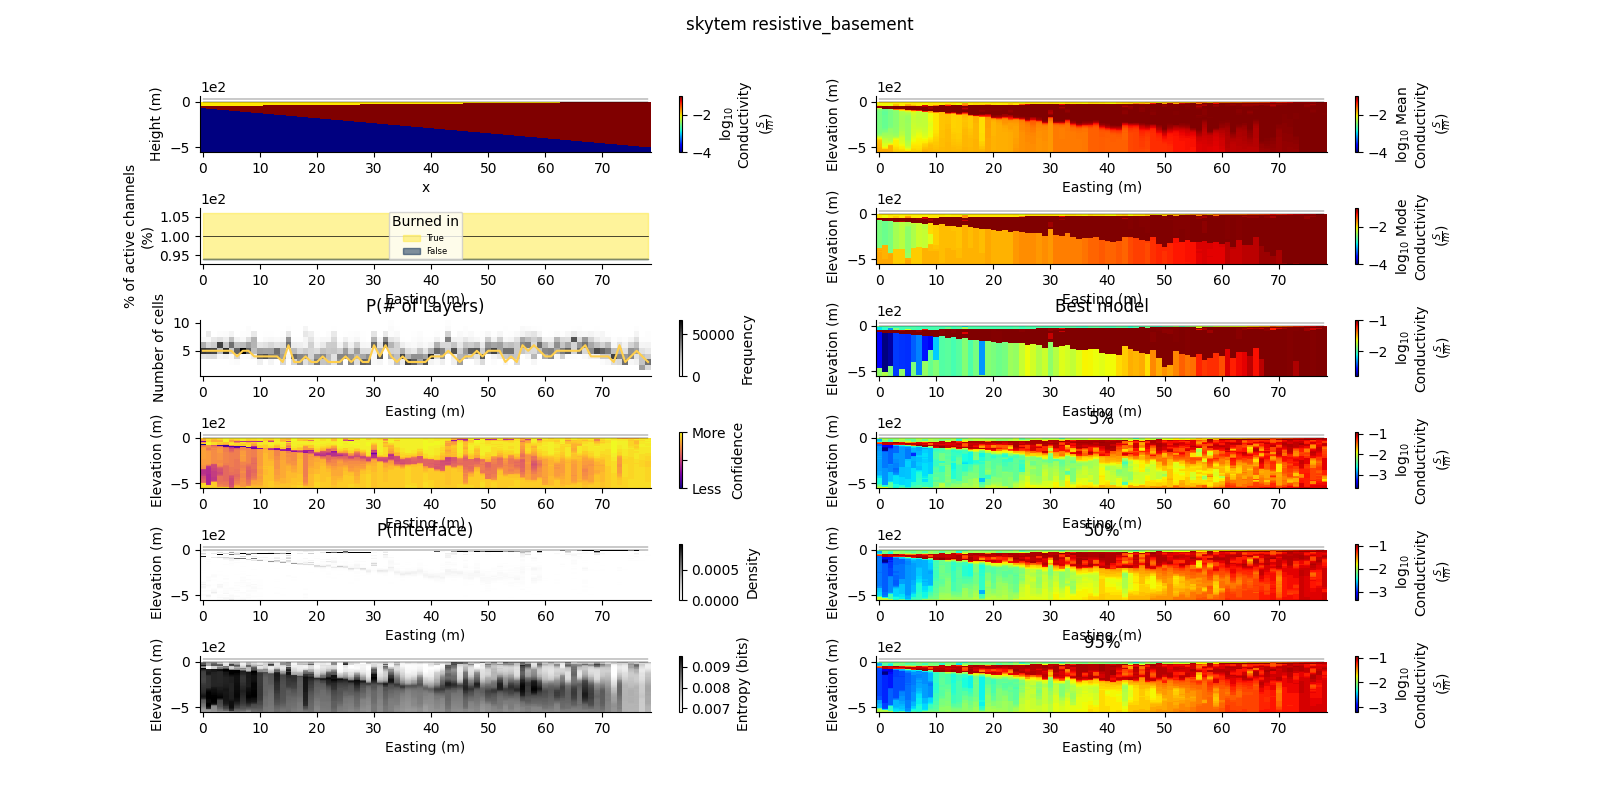 skytem resistive_basement
1e2
Height (m)
0
−5
0 10 20 30 40 50 60 70
x
−2
−4
log10
Conductivity
(S/m)
1e2
Elevation (m)
0
−5
0 10 20 30 40 50 60 70
Easting (m)
−2
−4
log10 Mean
Conductivity
(S/m)
1e2
% of active channels
(%)
1.05
1.00
0.95
Burned in
True
False
0 10 20 30 40 50 60 70
Easting (m)
1e2
Elevation (m)
0
−5
0 10 20 30 40 50 60 70
Easting (m)
−2
−4
log10 Mode
Conductivity
(S/m)
P(# of Layers)
Number of cells
10
5
0 10 20 30 40 50 60 70
Easting (m)
50000
0
Frequency
Best model
1e2
Elevation (m)
0
−5
0 10 20 30 40 50 60 70
Easting (m)
−1
−2
log10
Conductivity
(S/m)
1e2
Elevation (m)
0
−5
0 10 20 30 40 50 60 70
Easting (m)
More
Less
Confidence
5%
1e2
Elevation (m)
0
−5
0 10 20 30 40 50 60 70
Easting (m)
−1
−2
−3
log10
Conductivity
(S/m)
P(Interface)
1e2
Elevation (m)
0
−5
0 10 20 30 40 50 60 70
Easting (m)
0.0005
0.0000
Density
50%
1e2
Elevation (m)
0
−5
0 10 20 30 40 50 60 70
Easting (m)
−1
−2
−3
log10
Conductivity
(S/m)
1e2
Elevation (m)
0
−5
0 10 20 30 40 50 60 70
Easting (m)
0.009
0.008
0.007
Entropy (bits)
95%
1e2
Elevation (m)
0
−5
0 10 20 30 40 50 60 70
Easting (m)
−1
−2
−3
log10
Conductivity
(S/m)